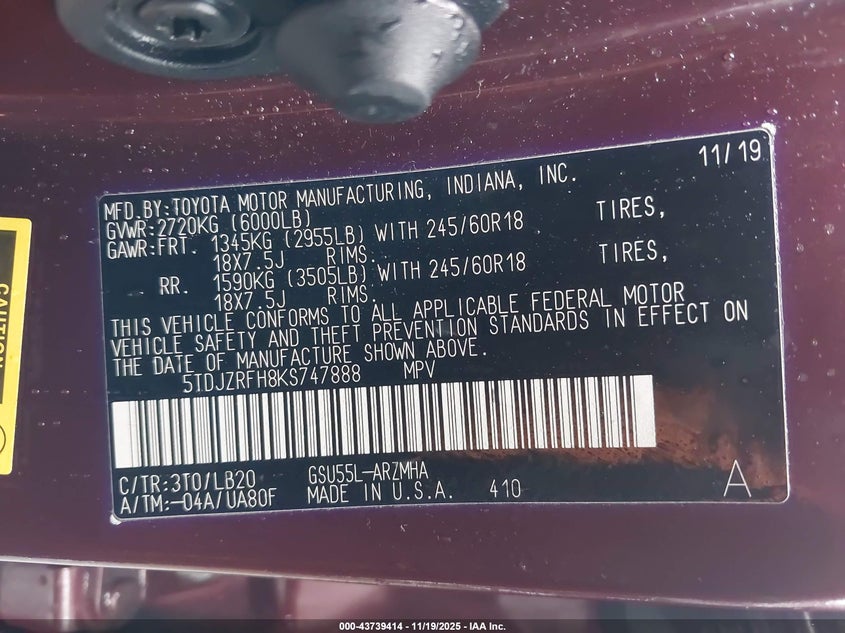 11/19
MFD.BY:TOYOTA MOTOR MANUFACTURING, INDIANA, INC.
GVWR:2720KG (6000LB)
GAWR:FRT. 1345KG (2955LB) WITH 245/60R18 TIRES,
18X7.5J RIMS.
RR. 1590KG (3505LB) WITH 245/60R18 TIRES,
18X7.5J RIMS.
THIS VEHICLE CONFORMS TO ALL APPLICABLE FEDERAL MOTOR
VEHICLE SAFETY AND THEFT PREVENTION STANDARDS IN EFFECT ON
THE DATE OF MANUFACTURE SHOWN ABOVE.
5TDJZRFH8KS747888 MPV
C/TR:3T0/LB20 GSU55L-ARZMHA
A/TM:-04A/UA80F MADE IN U.S.A. 410 A
CAUTION
000-43739414 - 11/19/2025 - IAA Inc.